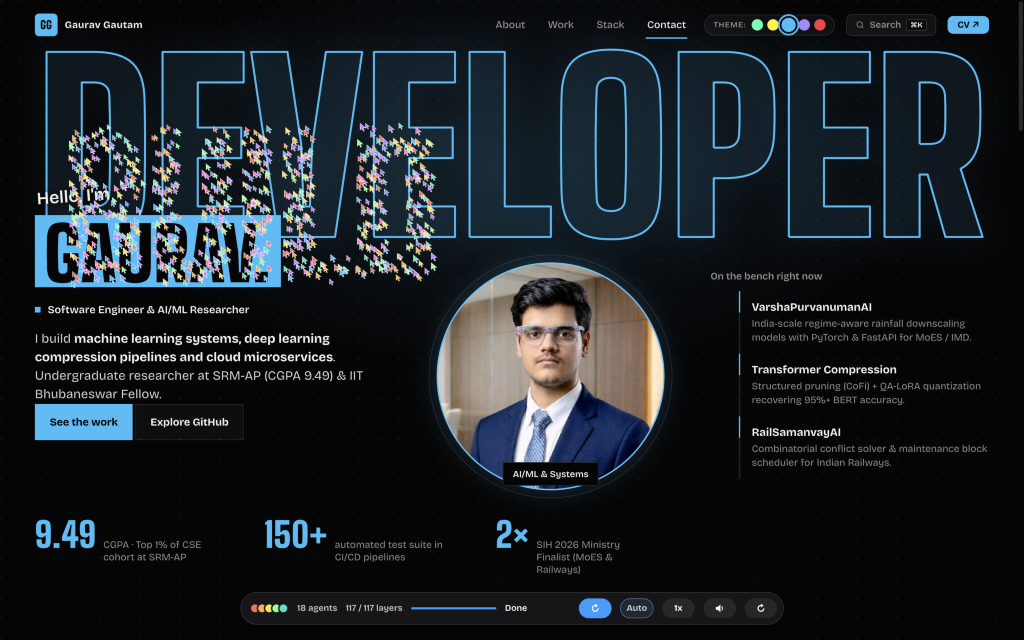 GG
Gaurav Gautam
About
Work
Stack
Contact
THEME:
Search
⌘K
CV ↗
DEVELOPER
Hello, I'm
GAURAV.
Software Engineer & AI/ML Researcher
I build machine learning systems, deep learning
compression pipelines and cloud microservices.
Undergraduate researcher at SRM-AP (CGPA 9.49) & IIT
Bhubaneswar Fellow.
See the work
Explore GitHub
AI/ML & Systems
On the bench right now
VarshaPurvanumanAI
India-scale regime-aware rainfall downscaling
models with PyTorch & FastAPI for MoES / IMD.
Transformer Compression
Structured pruning (CoFi) + QA-LoRA quantization
recovering 95%+ BERT accuracy.
RailSamanvayAI
Combinatorial conflict solver & maintenance block
scheduler for Indian Railways.
9.49
CGPA · Top 1% of CSE
cohort at SRM-AP
150+
automated test suite in
CI/CD pipelines
2×
SIH 2026 Ministry
Finalist (MoES &
Railways)
18 agents
117 / 117 layers
Done
Auto
1x